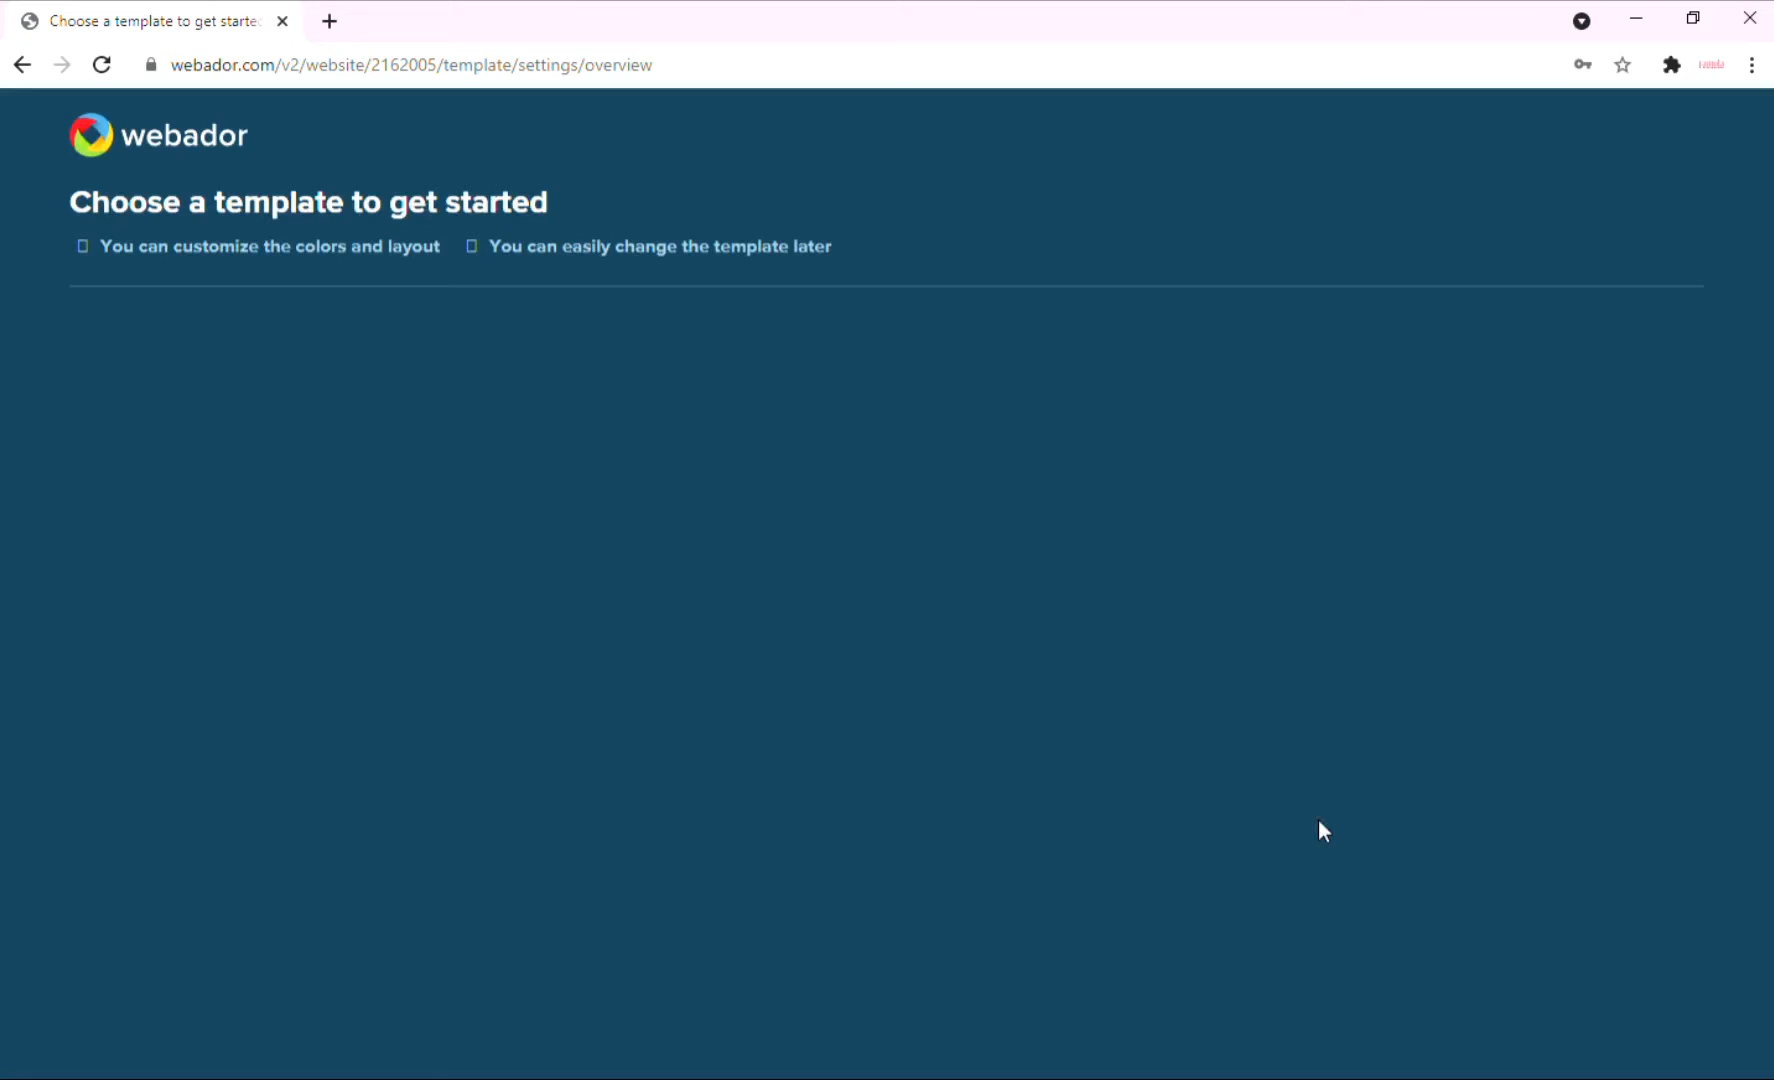 Choose a template to get starte
webador.com/v2/website/2162005/template/settings/overview
webador
Choose a template to get started
You can customize the colors and layout You can easily change the template later